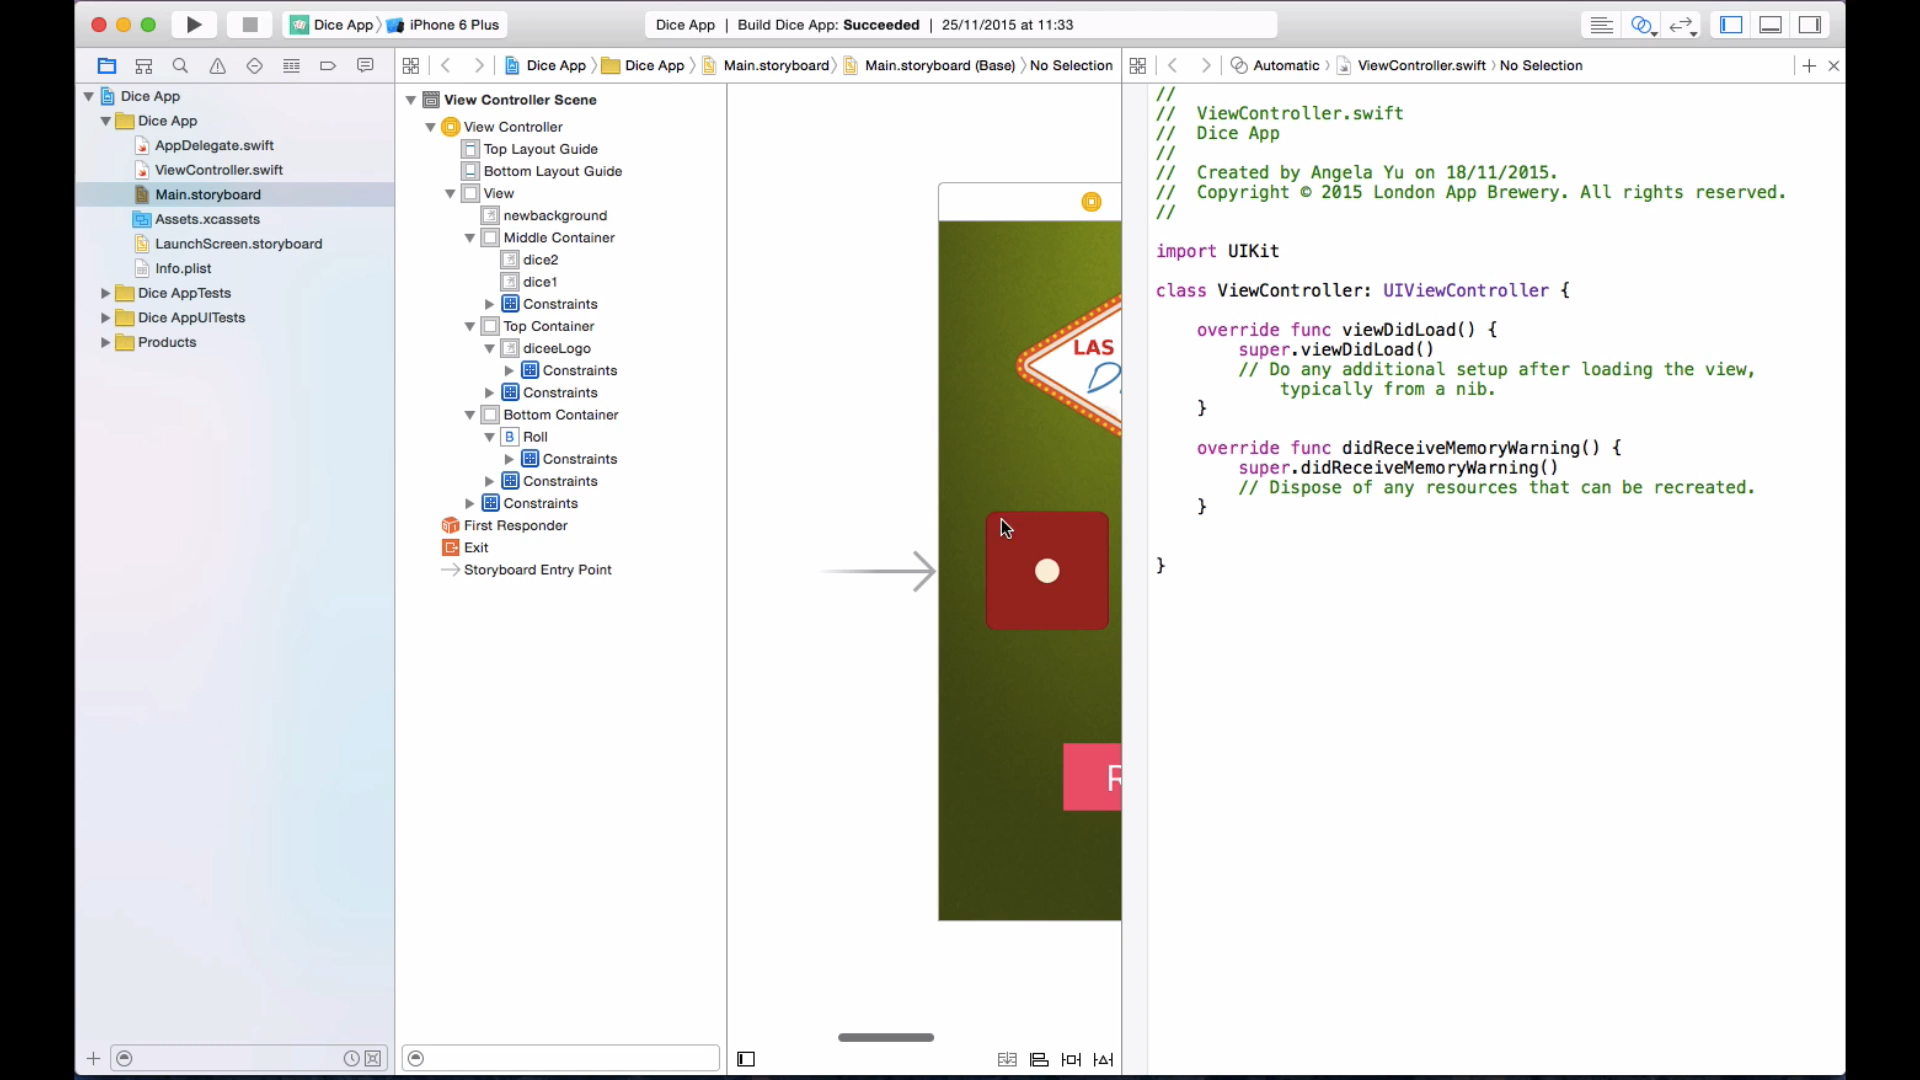 Dice App
iPhone 6 Plus
Dice App | Build Dice App: Succeeded | 25/11/2015 at 11:33
Dice App
Dice App
Main.storyboard
Main.storyboard (Base)
No Selection
Automatic
ViewController.swift
No Selection
Dice App
Dice App
AppDelegate.swift
ViewController.swift
Main.storyboard
Assets.xcassets
LaunchScreen.storyboard
Info.plist
Dice AppTests
Dice AppUITests
Products
View Controller Scene
View Controller
Top Layout Guide
Bottom Layout Guide
View
newbackground
Middle Container
dice2
dice1
Constraints
Top Container
diceeLogo
Constraints
Constraints
Bottom Container
B Roll
Constraints
Constraints
Constraints
First Responder
Exit
Storyboard Entry Point
LAS
D
R
//
// ViewController.swift
// Dice App
//
// Created by Angela Yu on 18/11/2015.
// Copyright © 2015 London App Brewery. All rights reserved.
//
import UIKit
class ViewController: UIViewController {
override func viewDidLoad() {
super.viewDidLoad()
// Do any additional setup after loading the view,
typically from a nib.
}
override func didReceiveMemoryWarning() {
super.didReceiveMemoryWarning()
// Dispose of any resources that can be recreated.
}
}